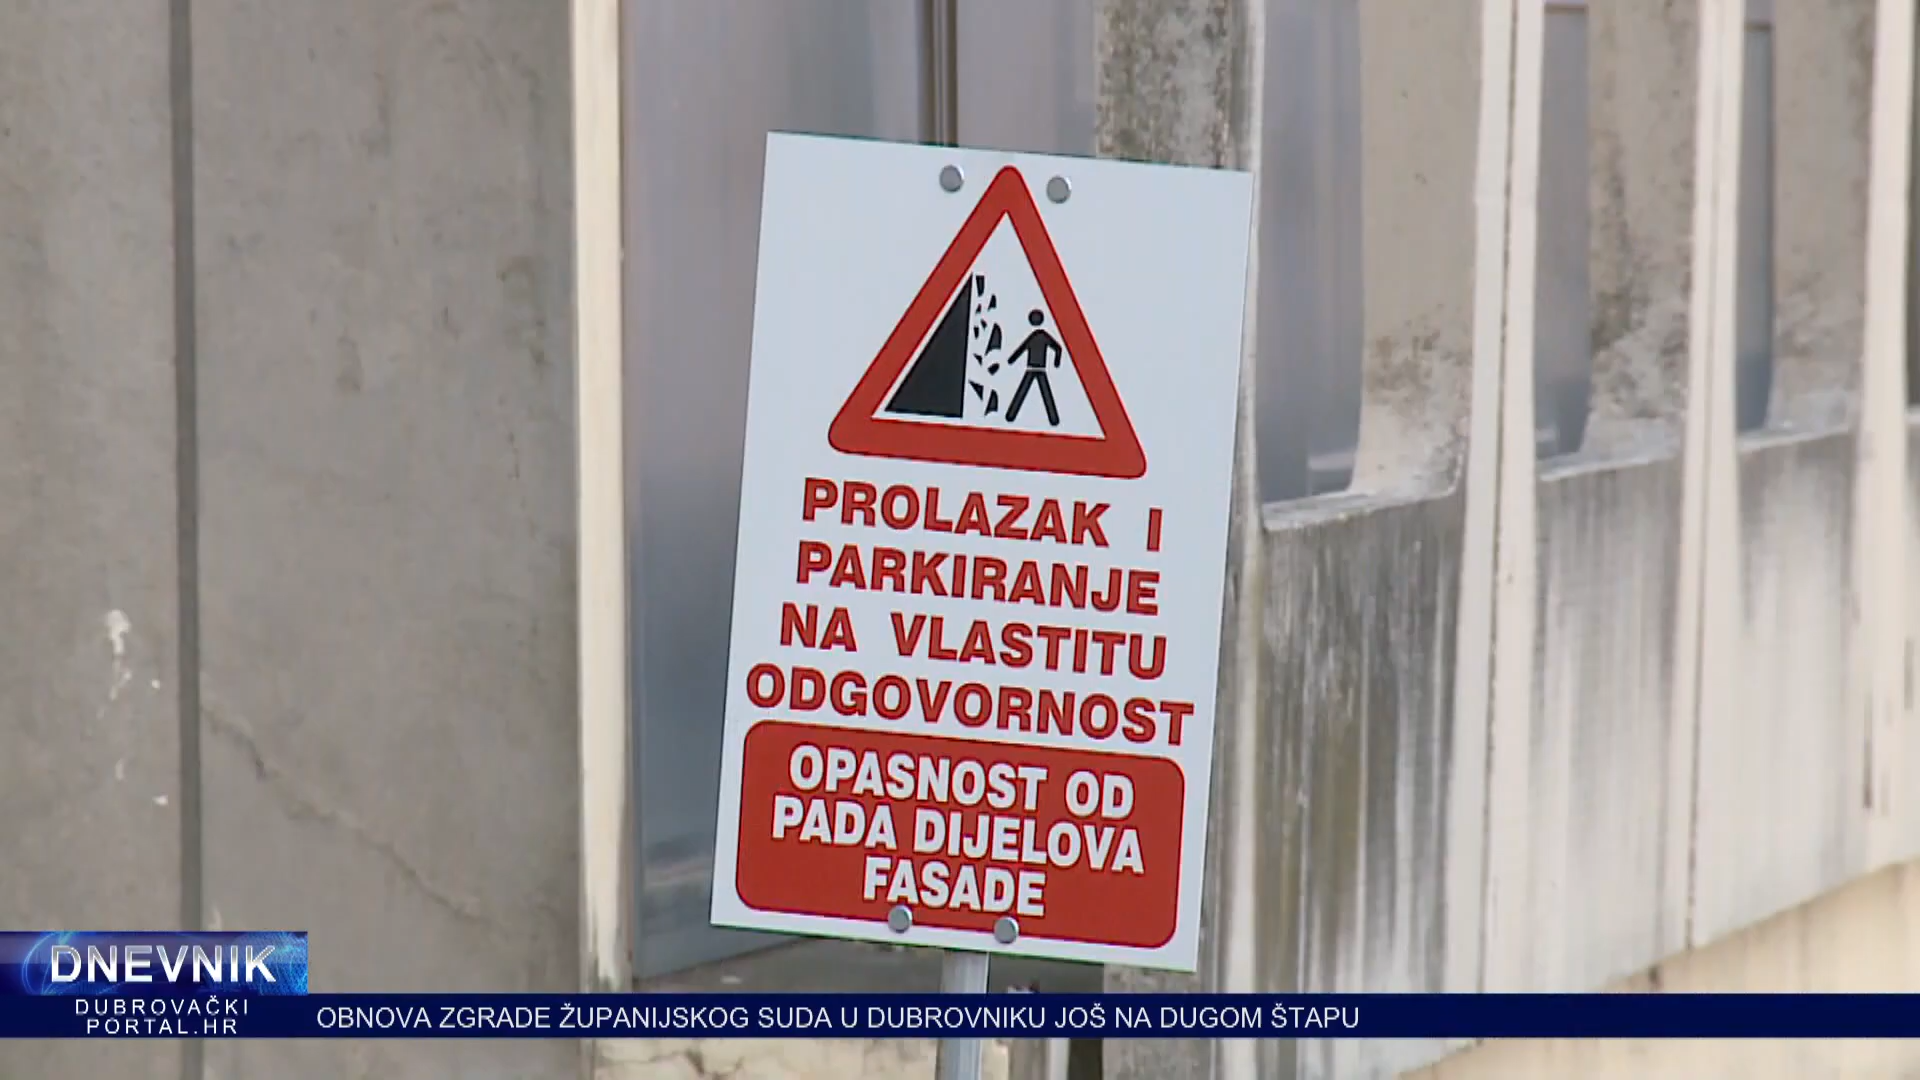 PROLAZAK I
PARKIRANJE
NA VLASTITU
ODGOVORNOST
OPASNOST OD
PADA DIJELOVA
FASADE
DNEVNIK
DUBROVAČKI
PORTAL.HR
OBNOVA ZGRADE ŽUPANIJSKOG SUDA U DUBROVNIKU JOŠ NA DUGOM ŠTAPU